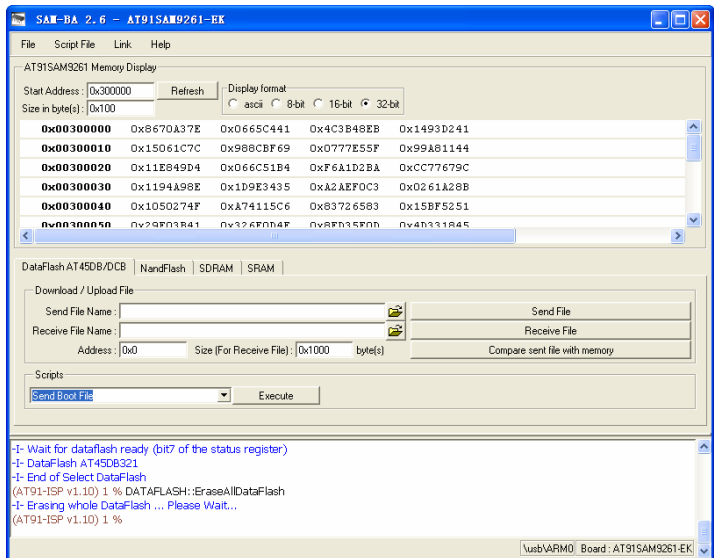 SAM-BA 2.6 - AT91SAM9261-EK
File Script File Link Help
AT91SAM9261 Memory Display
Start Address : 0x300000 Refresh
Size in byte(s) : 0x100
Display format
ascii 8-bit 16-bit 32-bit
0x00300000 0x8670A37E 0x0665C441 0x4C3B48EB 0x1493D241
0x00300010 0x15061C7C 0x988CBF69 0x0777E55F 0x99A81144
0x00300020 0x11E849D4 0x066C51B4 0xF6A1D2BA 0xCC77679C
0x00300030 0x1194A98E 0x1D9E3435 0xA2AEF0C3 0x0261A28B
0x00300040 0x1050274F 0xA74115C6 0x83726583 0x15BF5251
0x00300050 0x29F03B41 0x326F0D4F 0x8FD35F0D 0x4D331845
DataFlash AT45DB/DCB NandFlash SDRAM SRAM
Download / Upload File
Send File Name : Send File
Receive File Name : Receive File
Address : 0x0 Size (For Receive File) : 0x1000 byte(s) Compare sent file with memory
Scripts
Send Boot File Execute
-I- Wait for dataflash ready (bit7 of the status register)
-I- DataFlash AT45DB321
-I- End of Select DataFlash
(AT91-ISP v1.10) 1 % DATAFLASH::EraseAllDataFlash
-I- Erasing whole DataFlash ... Please Wait...
(AT91-ISP v1.10) 1 %
\usb\ARM0 Board : AT91SAM9261-EK